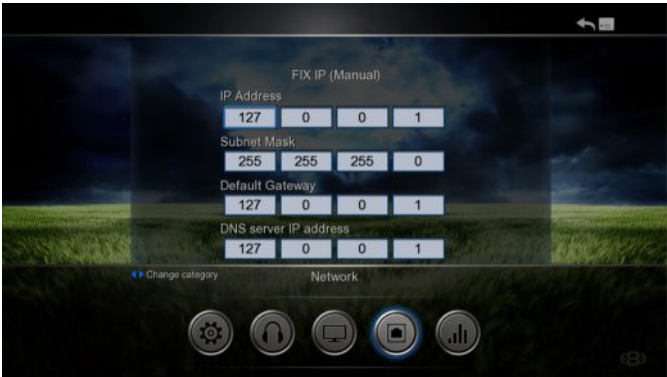 FIX IP (Manual)
IP Address
127 0 0 1
Subnet Mask
255 255 255 0
Default Gateway
127 0 0 1
DNS server IP address
127 0 0 1
Change category
Network